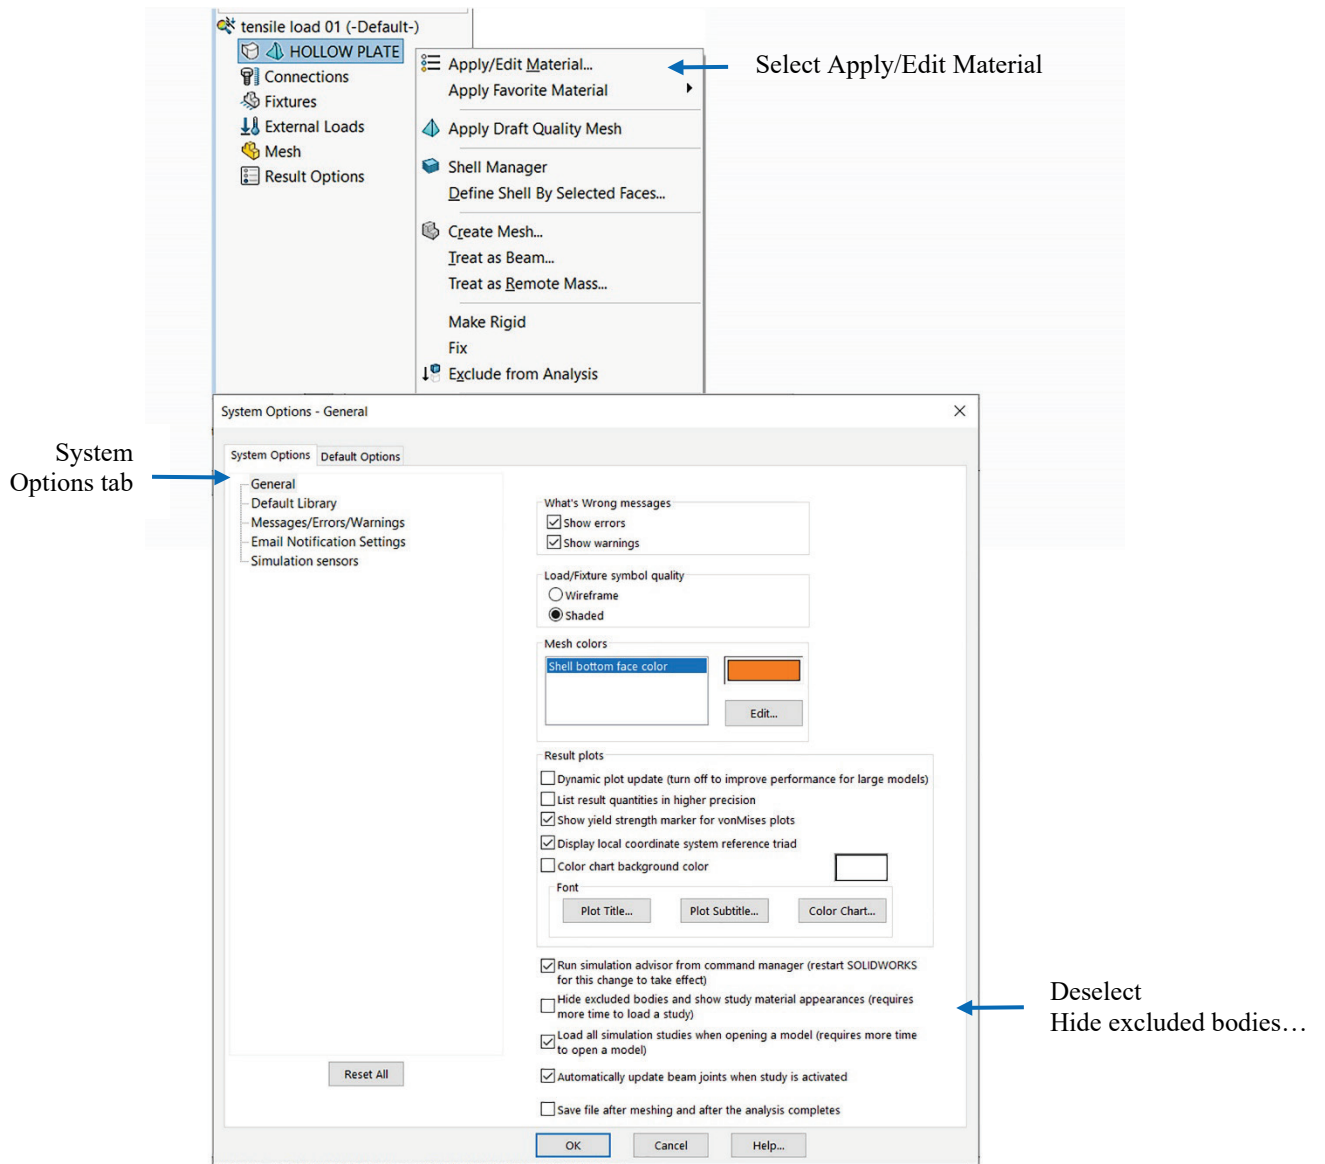 tensile load 01 (-Default-)
HOLLOW PLATE
Connections
Fixtures
External Loads
Mesh
Result Options
Apply/Edit Material...
Apply Favorite Material
Apply Draft Quality Mesh
Shell Manager
Define Shell By Selected Faces...
Create Mesh...
Treat as Beam...
Treat as Remote Mass...
Make Rigid
Fix
Exclude from Analysis
Select Apply/Edit Material
System Options - General
System
Options tab
System Options
Default Options
General
Default Library
Messages/Errors/Warnings
Email Notification Settings
Simulation sensors
Reset All
What's Wrong messages
Show errors
Show warnings
Load/Fixture symbol quality
Wireframe
Shaded
Mesh colors
Shell bottom face color
Edit...
Result plots
Dynamic plot update (turn off to improve performance for large models)
List result quantities in higher precision
Show yield strength marker for vonMises plots
Display local coordinate system reference triad
Color chart background color
Font
Plot Title...
Plot Subtitle...
Color Chart...
Run simulation advisor from command manager (restart SOLIDWORKS
for this change to take effect)
Hide excluded bodies and show study material appearances (requires
more time to load a study)
Load all simulation studies when opening a model (requires more time
to open a model)
Automatically update beam joints when study is activated
Save file after meshing and after the analysis completes
Deselect
Hide excluded bodies…
OK
Cancel
Help...